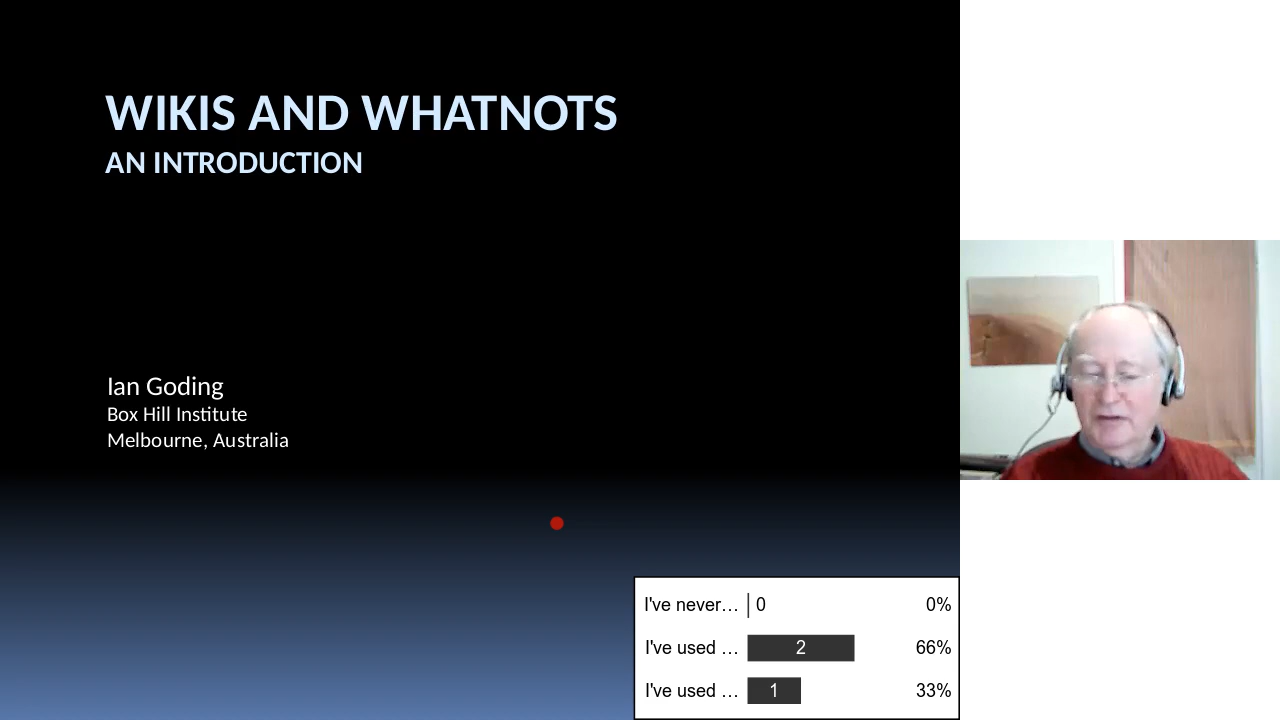 WIKIS AND WHATNOTS
AN INTRODUCTION
Ian Goding
Box Hill Institute
Melbourne, Australia
I've never… 0 0%
I've used … 2 66%
I've used … 1 33%